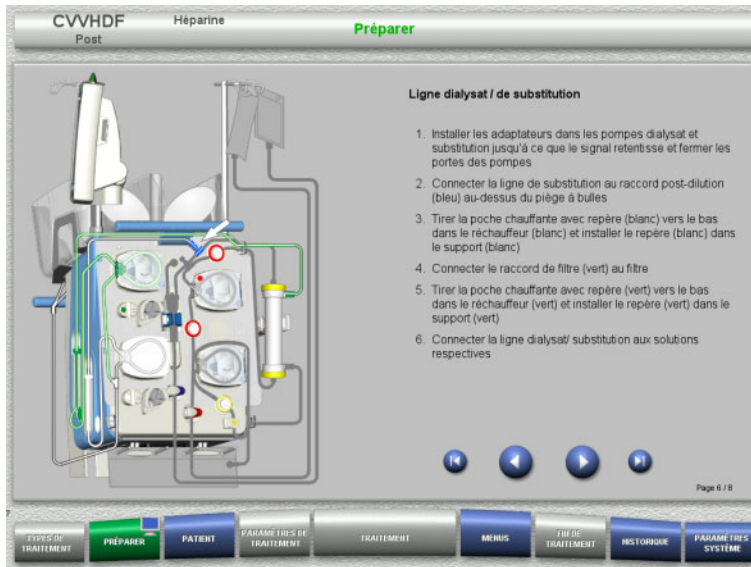 CVVHDF
Héparine
Post
Préparer
Ligne dialysat / de substitution
1. Installer les adaptateurs dans les pompes dialysat et
substitution jusqu'à ce que le signal retentisse et fermer les
portes des pompes
2. Connecter la ligne de substitution au raccord post-dilution
(bleu) au-dessus du piège à bulles
3. Tirer la poche chauffante avec repère (blanc) vers le bas
dans le réchauffeur (blanc) et installer le repère (blanc) dans
le support (blanc)
4. Connecter le raccord de filtre (vert) au filtre
5. Tirer la poche chauffante avec repère (vert) vers le bas
dans le réchauffeur (vert) et installer le repère (vert) dans le
support (vert)
6. Connecter la ligne dialysat/ substitution aux solutions
respectives
Page 6 / 8
TYPES DE
TRAITEMENT
PRÉPARER
PATIENT
PARAMÈTRES DE
TRAITEMENT
TRAITEMENT
MENUS
FIN DE
TRAITEMENT
HISTORIQUE
PARAMÈTRES
SYSTÈME